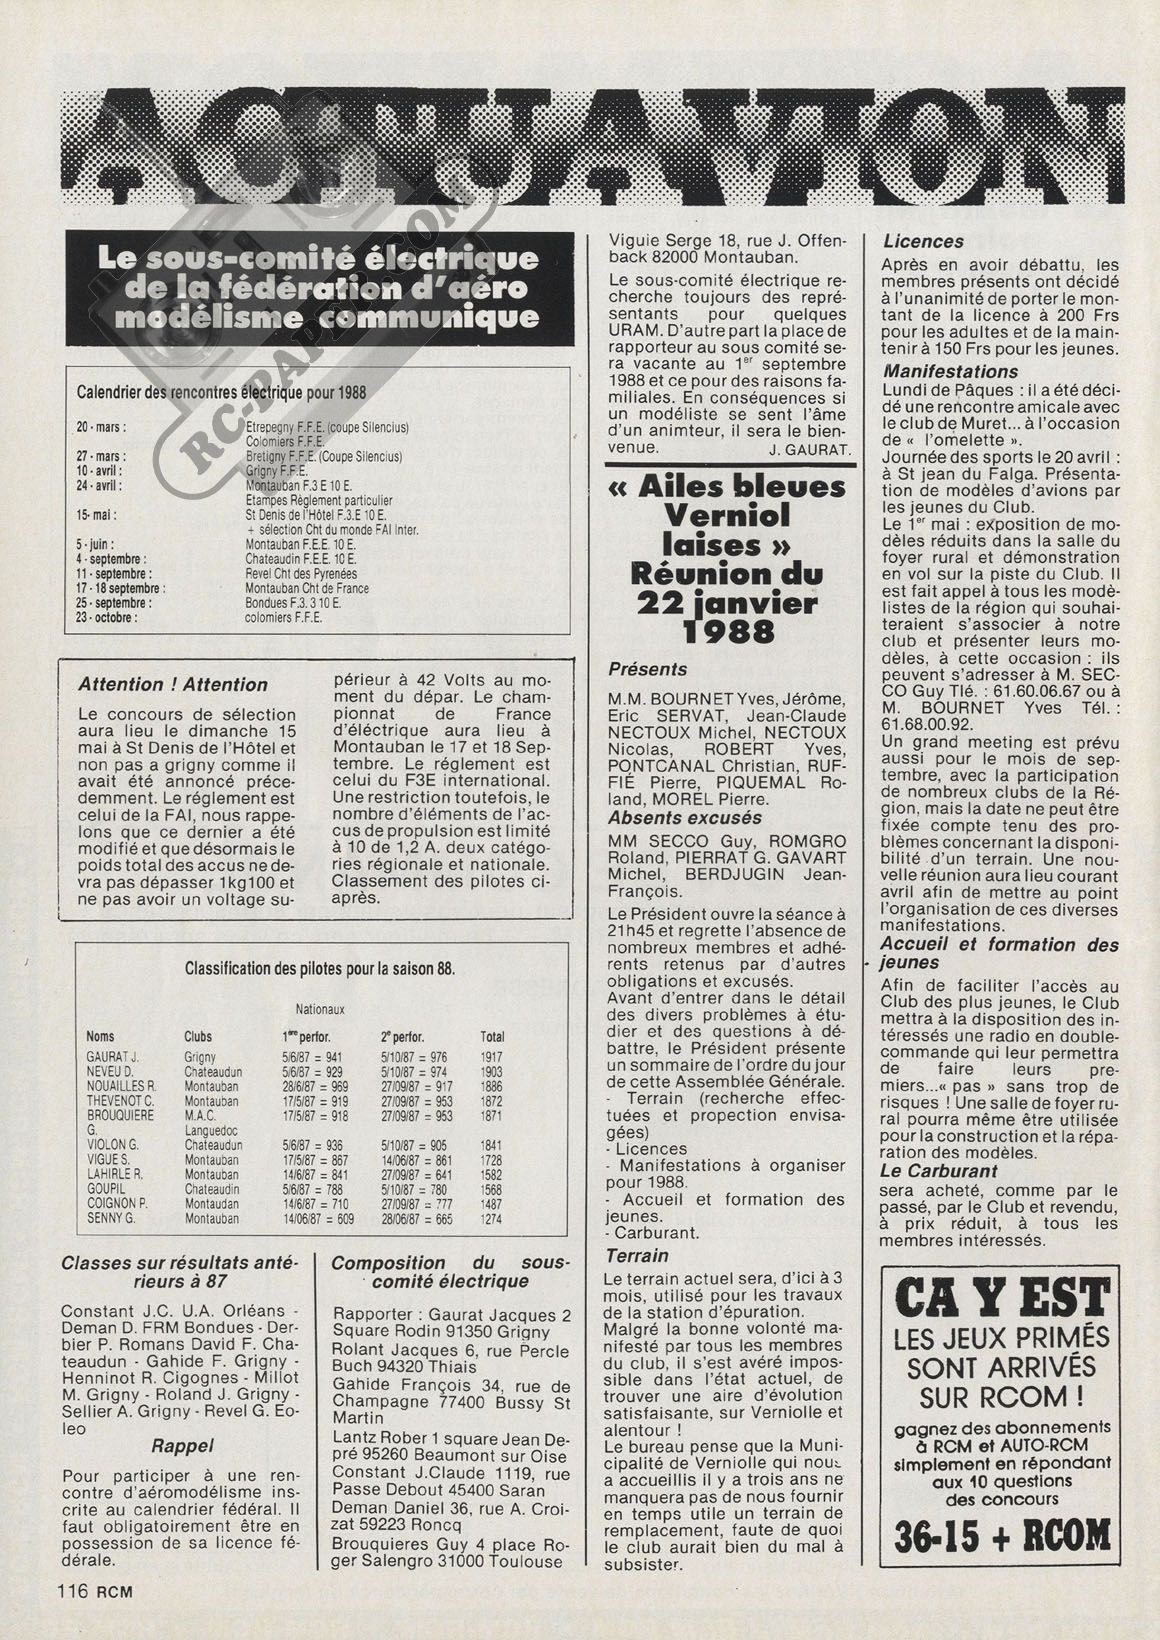 ACTUAVION
RC-PAPER.COM
Le sous-comité électrique
de la fédération d'aéro
modélisme communique
Calendrier des rencontres électrique pour 1988
20 - mars : Etrepegny F.F.E. (coupe Silencius)
Colomiers F.F.E.
27 - mars : Bretigny F.F.E. (Coupe Silencius)
10 - avril : Grigny F.F.E.
24 - avril : Montauban F.3 E 10 E.
Etampes Règlement particulier
15- mai : St Denis de l'Hôtel F.3.E 10 E.
+ sélection Cht du monde FAI Inter.
5 - juin : Montauban F.E.E. 10 E.
4 - septembre : Chateaudin F.E.E. 10 E.
11 - septembre : Revel Cht des Pyrenées
17 - 18 septembre : Montauban Cht de France
25 - septembre : Bondues F.3. 3 10 E.
23 - octobre : colomiers F.F.E.
Attention ! Attention
Le concours de sélection
aura lieu le dimanche 15
mai à St Denis de l'Hôtel et
non pas a grigny comme il
avait été annoncé préce-
demment. Le réglement est
celui de la FAI, nous rappe-
lons que ce dernier a été
modifié et que désormais le
poids total des accus ne de-
vra pas dépasser 1kg100 et
ne pas avoir un voltage su-
périeur à 42 Volts au mo-
ment du dépar. Le cham-
pionnat de France
d'éléctrique aura lieu à
Montauban le 17 et 18 Sep-
tembre. Le réglement est
celui du F3E international.
Une restriction toutefois, le
nombre d'éléments de l'ac-
cus de propulsion est limité
à 10 de 1,2 A. deux catégo-
ries régionale et nationale.
Classement des pilotes ci-
après.
Classification des pilotes pour la saison 88.
Nationaux
Noms Clubs 1ère perfor. 2e perfor. Total
GAURAT J. Grigny 5/6/87 = 941 5/10/87 = 976 1917
NEVEU D. Chateaudun 5/6/87 = 929 5/10/87 = 974 1903
NOUAILLES R. Montauban 28/6/87 = 969 27/09/87 = 917 1886
THEVENOT C. Montauban 17/5/87 = 919 27/09/87 = 953 1872
BROUQUIERE M.A.C. 17/5/87 = 918 27/09/87 = 953 1871
G. Languedoc
VIOLON G. Chateaudun 5/6/87 = 936 5/10/87 = 905 1841
VIGUE S. Montauban 17/5/87 = 867 14/06/87 = 861 1728
LAHIRLE R. Montauban 14/6/87 = 841 27/09/87 = 641 1582
GOUPIL Chateaudin 5/6/87 = 788 5/10/87 = 780 1568
COIGNON P. Montaudan 14/6/87 = 710 27/09/87 = 777 1487
SENNY G. Montauban 14/06/87 = 609 28/06/87 = 665 1274
Classes sur résultats anté-
rieurs à 87
Constant J.C. U.A. Orléans -
Deman D. FRM Bondues - Der-
bier P. Romans David F. Cha-
teaudun - Gahide F. Grigny -
Henninot R. Cigognes - Millot
M. Grigny - Roland J. Grigny -
Sellier A. Grigny - Revel G. Eo-
leo
Rappel
Pour participer à une ren-
contre d'aéromodélisme ins-
crite au calendrier fédéral. Il
faut obligatoirement être en
possession de sa licence fé-
dérale.
Composition du sous-
comité électrique
Rapporter : Gaurat Jacques 2
Square Rodin 91350 Grigny
Rolant Jacques 6, rue Percle
Buch 94320 Thiais
Gahide François 34, rue de
Champagne 77400 Bussy St
Martin
Lantz Rober 1 square Jean De-
pré 95260 Beaumont sur Oise
Constant J.Claude 1119, rue
Passe Debout 45400 Saran
Deman Daniel 36, rue A. Croi-
zat 59223 Roncq
Brouquieres Guy 4 place Ro-
ger Salengro 31000 Toulouse
Viguie Serge 18, rue J. Offen-
back 82000 Montauban.
Le sous-comité électrique re-
cherche toujours des repré-
sentants pour quelques
URAM. D'autre part la place de
rapporteur au sous comité se-
ra vacante au 1er septembre
1988 et ce pour des raisons fa-
miliales. En conséquences si
un modéliste se sent l'âme
d'un animteur, il sera le bien-
venue. J. GAURAT.
« Ailes bleues
Verniol
laises »
Réunion du
22 janvier
1988
Présents
M.M. BOURNET Yves, Jérôme,
Eric SERVAT, Jean-Claude
NECTOUX Michel, NECTOUX
Nicolas, ROBERT Yves,
PONTCANAL Christian, RUF-
FIÉ Pierre, PIQUEMAL Ro-
land, MOREL Pierre.
Absents excusés
MM SECCO Guy, ROMGRO
Roland, PIERRAT G. GAVART
Michel, BERDJUGIN Jean-
François.
Le Président ouvre la séance à
21h45 et regrette l'absence de
nombreux membres et adhé-
rents retenus par d'autres
obligations et excusés.
Avant d'entrer dans le détail
des divers problèmes à étu-
dier et des questions à dé-
battre, le Président présente
un sommaire de l'ordre du jour
de cette Assemblée Générale.
- Terrain (recherche effec-
tuées et propection envisa-
gées)
- Licences
- Manifestations à organiser
pour 1988.
- Accueil et formation des
jeunes.
- Carburant.
Terrain
Le terrain actuel sera, d'ici à 3
mois, utilisé pour les travaux
de la station d'épuration.
Malgré la bonne volonté ma-
nifesté par tous les membres
du club, il s'est avéré impos-
sible dans l'état actuel, de
trouver une aire d'évolution
satisfaisante, sur Verniolle et
alentour !
Le bureau pense que la Muni-
cipalité de Verniolle qui nous
a accueillis il y a trois ans ne
manquera pas de nous fournir
en temps utile un terrain de
remplacement, faute de quoi
le club aurait bien du mal à
subsister.
Licences
Après en avoir débattu, les
membres présents ont décidé
à l'unanimité de porter le mon-
tant de la licence à 200 Frs
pour les adultes et de la main-
tenir à 150 Frs pour les jeunes.
Manifestations
Lundi de Pâques : il a été déci-
dé une rencontre amicale avec
le club de Muret... à l'occasion
de « l'omelette ».
Journée des sports le 20 avril :
à St jean du Falga. Présenta-
tion de modèles d'avions par
les jeunes du Club.
Le 1er mai : exposition de mo-
dèles réduits dans la salle du
foyer rural et démonstration
en vol sur la piste du Club. Il
est fait appel à tous les modè-
listes de la région qui souhai-
teraient s'associer à notre
club et présenter leurs mo-
dèles, à cette occasion : ils
peuvent s'adresser à M. SEC-
CO Guy Tlé. : 61.60.06.67 ou à
M. BOURNET Yves Tél. :
61.68.00.92.
Un grand meeting est prévu
aussi pour le mois de sep-
tembre, avec la participation
de nombreux clubs de la Ré-
gion, mais la date ne peut être
fixée compte tenu des pro-
blèmes concernant la disponi-
bilité d'un terrain. Une nou-
velle réunion aura lieu courant
avril afin de mettre au point
l'organisation de ces diverses
manifestations.
Accueil et formation des
jeunes
Afin de faciliter l'accès au
Club des plus jeunes, le Club
mettra à la disposition des in-
téressés une radio en double-
commande qui leur permettra
de faire leurs pre-
miers...« pas » sans trop de
risques ! Une salle de foyer ru-
ral pourra même être utilisée
pour la construction et la répa-
ration des modèles.
Le Carburant
sera acheté, comme par le
passé, par le Club et revendu,
à prix réduit, à tous les
membres intéressés.
CA Y EST
LES JEUX PRIMÉS
SONT ARRIVÉS
SUR RCOM !
gagnez des abonnements
à RCM et AUTO-RCM
simplement en répondant
aux 10 questions
des concours
36-15 + RCOM
116 RCM